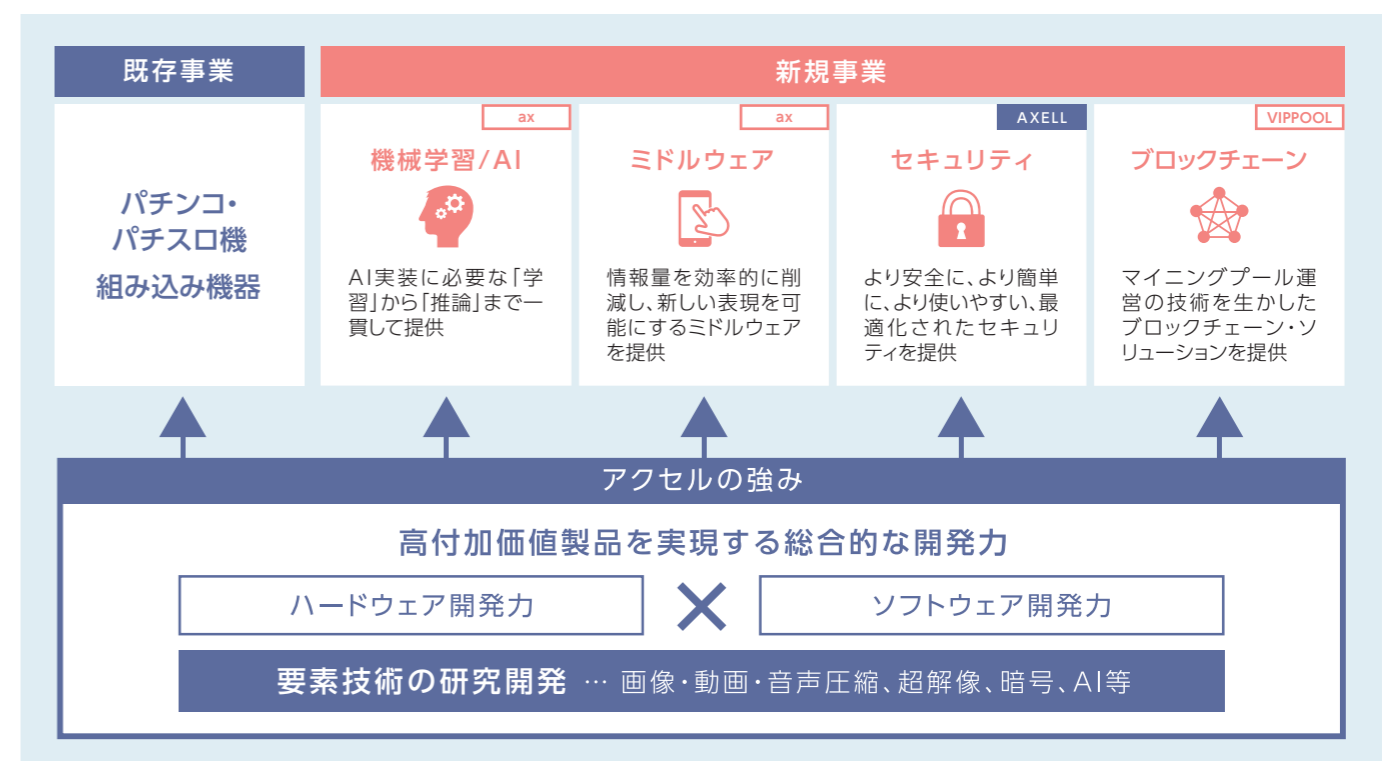 既存事業
新規事業
パチンコ・
パチスロ機
組み込み機器
ax
機械学習/AI
AI実装に必要な「学
習」から「推論」まで一
貫して提供
ax
ミドルウェア
情報量を効率的に削
減し、新しい表現を可
能にするミドルウェア
を提供
AXELL
セキュリティ
より安全に、より簡単
に、より使いやすい、最
適化されたセキュリ
ティを提供
VIPPOOL
ブロックチェーン
マイニングプール運
営の技術を生かした
ブロックチェーン・ソ
リューションを提供
アクセルの強み
高付加価値製品を実現する総合的な開発力
ハードウェア開発力
ソフトウェア開発力
要素技術の研究開発 … 画像・動画・音声圧縮、超解像、暗号、AI等